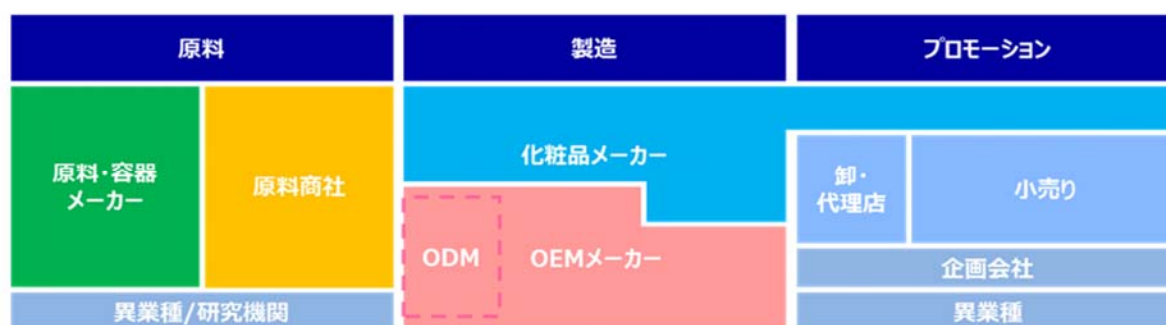 原料
製造
プロモーション
原料・容器
メーカー
原料商社
化粧品メーカー
卸・
代理店
小売り
ODM
OEMメーカー
企画会社
異業種/研究機関
異業種